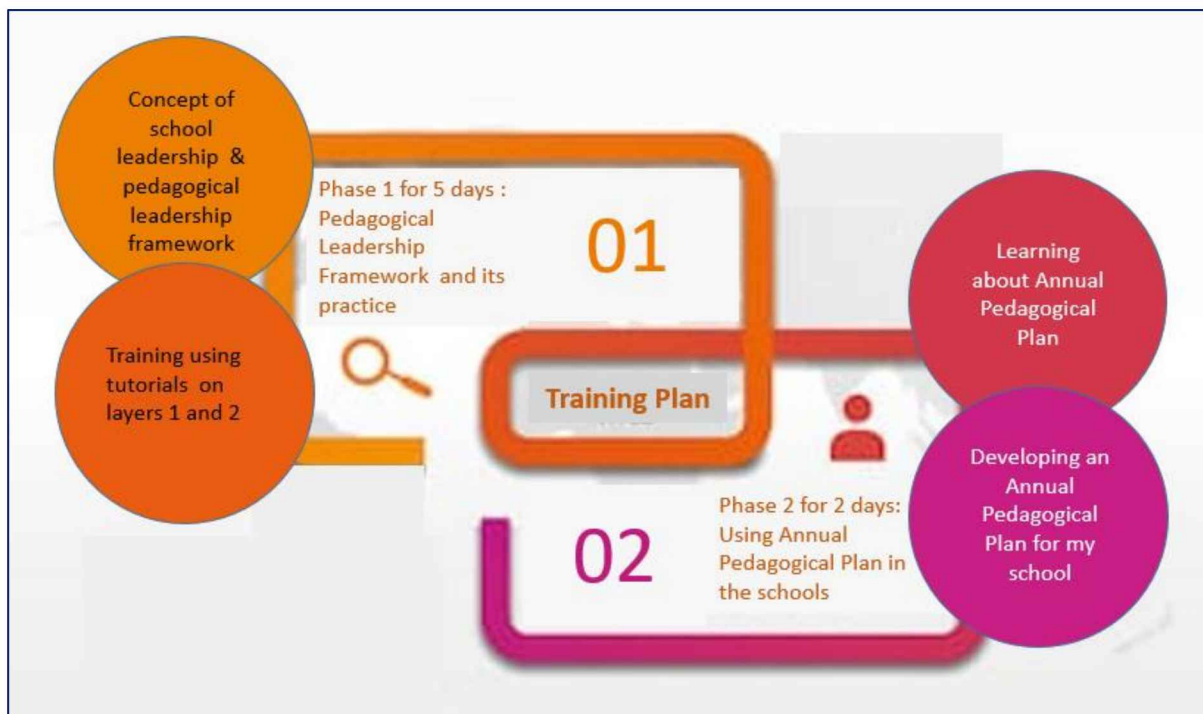 Concept of
school
leadership &
pedagogical
leadership
framework
Training using
tutorials on
layers 1 and 2
Phase 1 for 5 days :
Pedagogical
Leadership
Framework and its
practice
01
Training Plan
Learning
about Annual
Pedagogical
Plan
Developing an
Annual
Pedagogical
Plan for my
school
02
Phase 2 for 2 days:
Using Annual
Pedagogical Plan in
the schools